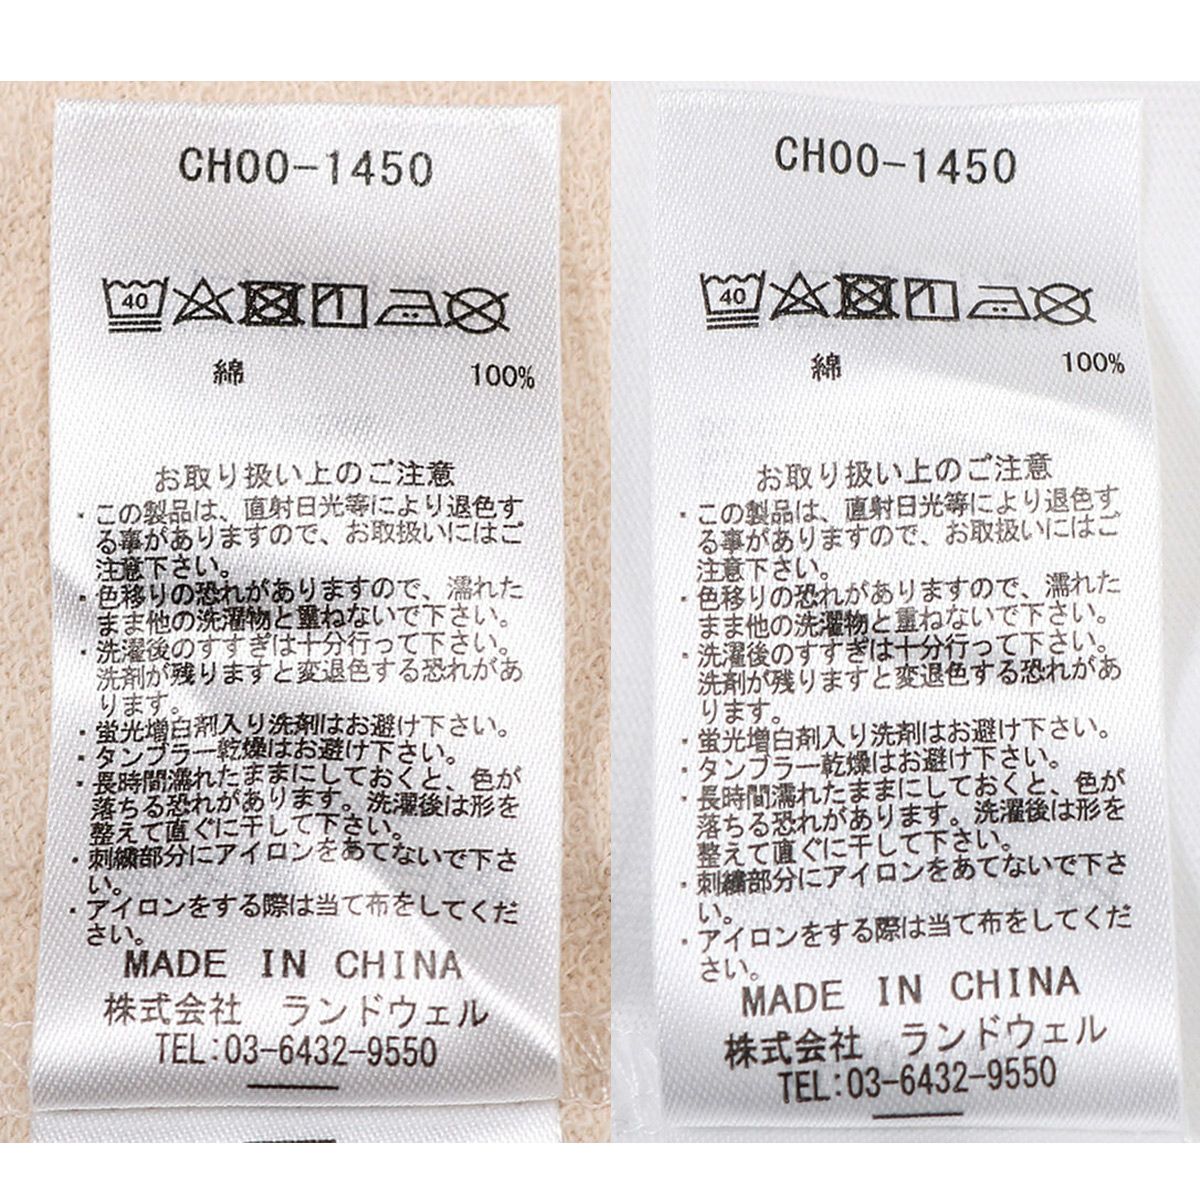 CH00-1450
40
綿 100%
お取り扱い上のご注意
・この製品は、直射日光等により退色す
る事がありますので、お取扱いにはご
注意下さい。
・色移りの恐れがありますので、濡れた
まま他の洗濯物と重ねないで下さい。
・洗濯後のすすぎは十分行って下さい。
洗剤が残りますと変退色する恐れがあ
ります。
・蛍光増白剤入り洗剤はお避け下さい。
・タンブラー乾燥はお避け下さい。
・長時間濡れたままにしておくと、色が
落ちる恐れがあります。洗濯後は形を
整えて直ぐに干して下さい。
・刺繍部分にアイロンをあてないで下さ
い。
・アイロンをする際は当て布をしてくだ
さい。
MADE IN CHINA
株式会社 ランドウェル
TEL:03-6432-9550
CH00-1450
40
綿 100%
お取り扱い上のご注意
・この製品は、直射日光等により退色す
る事がありますので、お取扱いにはご
注意下さい。
・色移りの恐れがありますので、濡れた
まま他の洗濯物と重ねないで下さい。
・洗濯後のすすぎは十分行って下さい。
洗剤が残りますと変退色する恐れがあ
ります。
・蛍光増白剤入り洗剤はお避け下さい。
・タンブラー乾燥はお避け下さい。
・長時間濡れたままにしておくと、色が
落ちる恐れがあります。洗濯後は形を
整えて直ぐに干して下さい。
・刺繍部分にアイロンをあてないで下さ
い。
・アイロンをする際は当て布をしてくだ
さい。
MADE IN CHINA
株式会社 ランドウェル
TEL:03-6432-9550